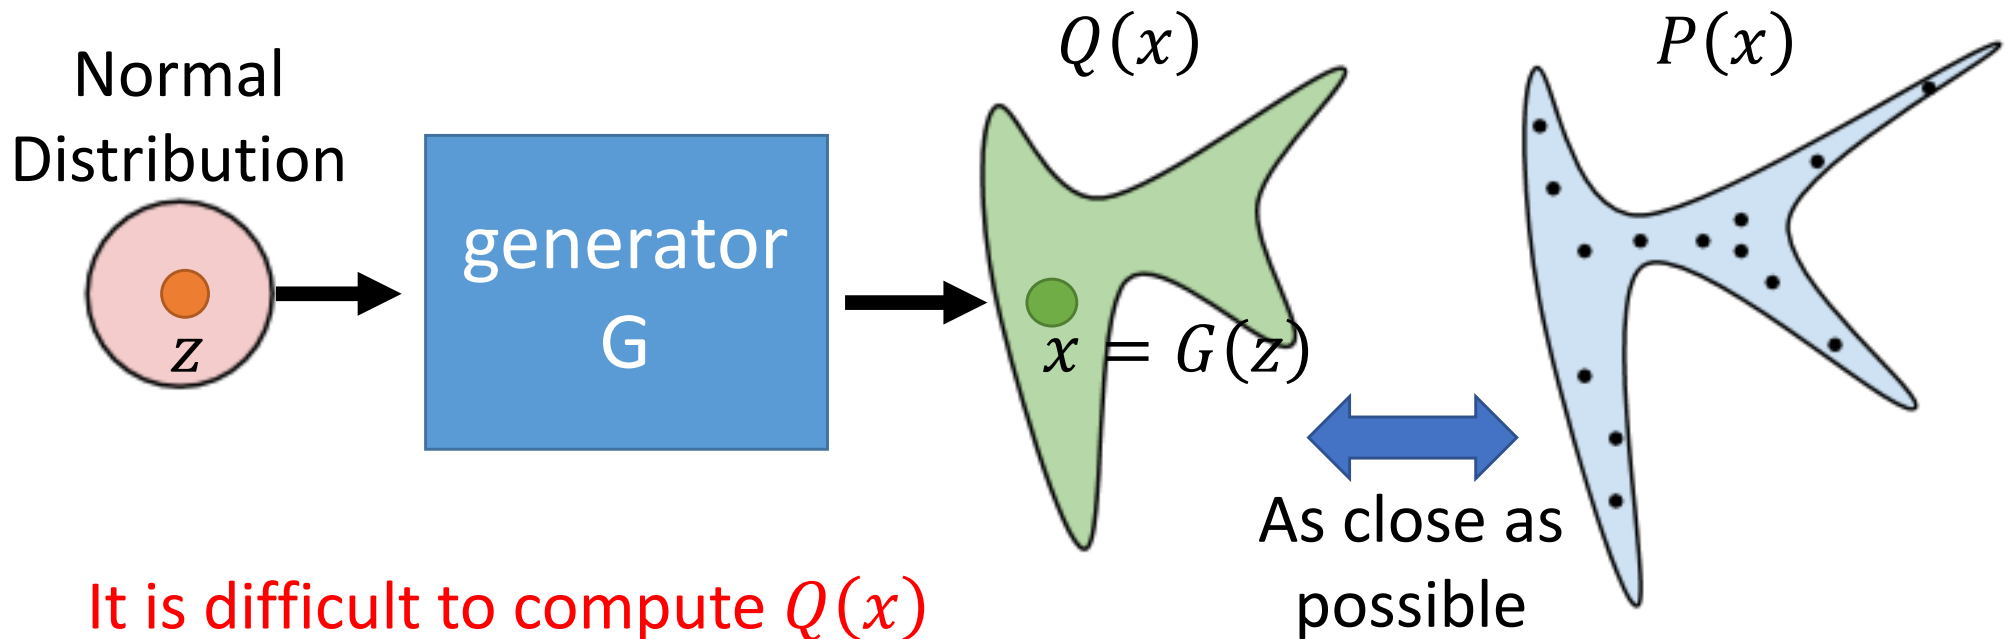 Normal
Distribution
z
generator
G
Q(x)
x = G(z)
P(x)
As close as
possible
It is difficult to compute Q(x)